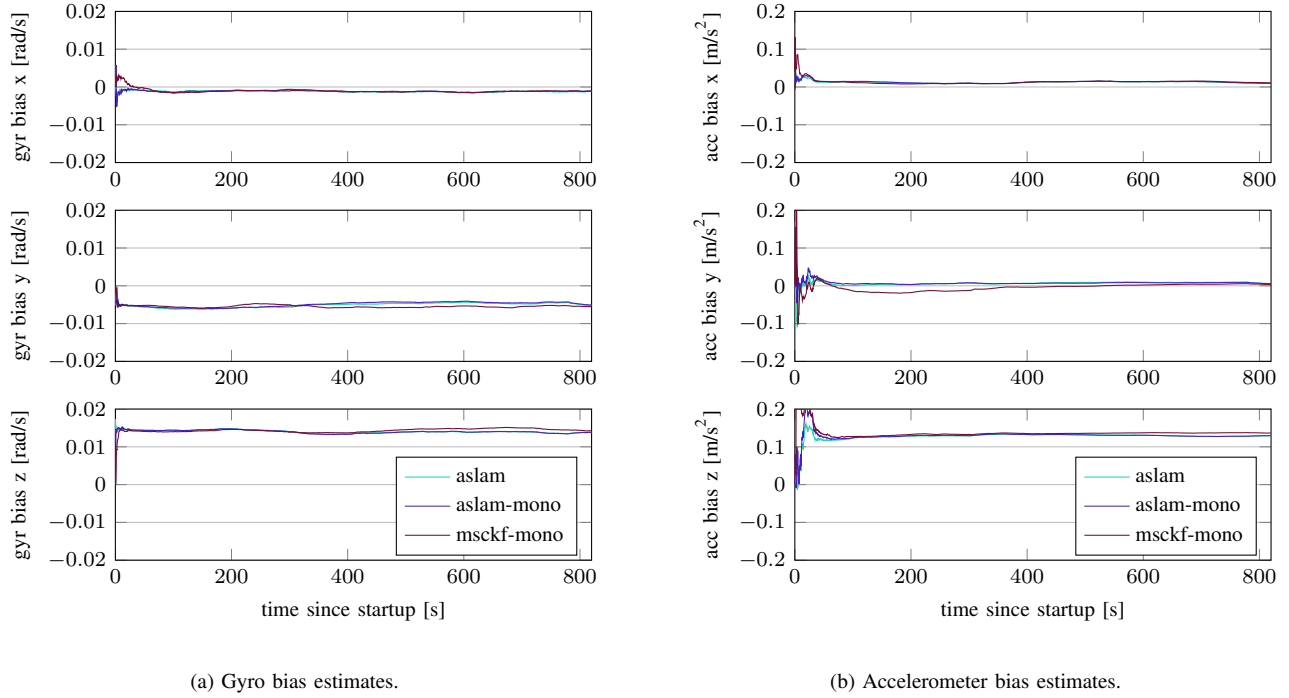 gyr bias x [rad/s]
0.02
0.01
0
−0.01
−0.02
0 200 400 600 800
gyr bias y [rad/s]
0.02
0.01
0
−0.01
−0.02
0 200 400 600 800
gyr bias z [rad/s]
0.02
0.01
0
−0.01
−0.02
0 200 400 600 800
aslam
aslam-mono
msckf-mono
time since startup [s]
(a) Gyro bias estimates.
acc bias x [m/s²]
0.2
0.1
0
−0.1
−0.2
0 200 400 600 800
acc bias y [m/s²]
0.2
0.1
0
−0.1
−0.2
0 200 400 600 800
acc bias z [m/s²]
0.2
0.1
0
−0.1
−0.2
0 200 400 600 800
aslam
aslam-mono
msckf-mono
time since startup [s]
(b) Accelerometer bias estimates.